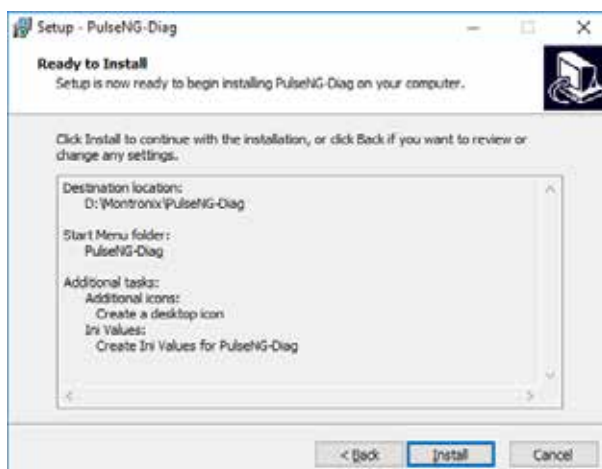 Setup - PulseNG-Diag
Ready to Install
Setup is now ready to begin installing PulseNG-Diag on your computer.
Click Install to continue with the installation, or click Back if you want to review or
change any settings.
Destination location:
D:\Montronix\PulseNG-Diag
Start Menu folder:
PulseNG-Diag
Additional tasks:
Additional icons:
Create a desktop icon
Ini Values:
Create Ini Values for PulseNG-Diag
< Back
Install
Cancel